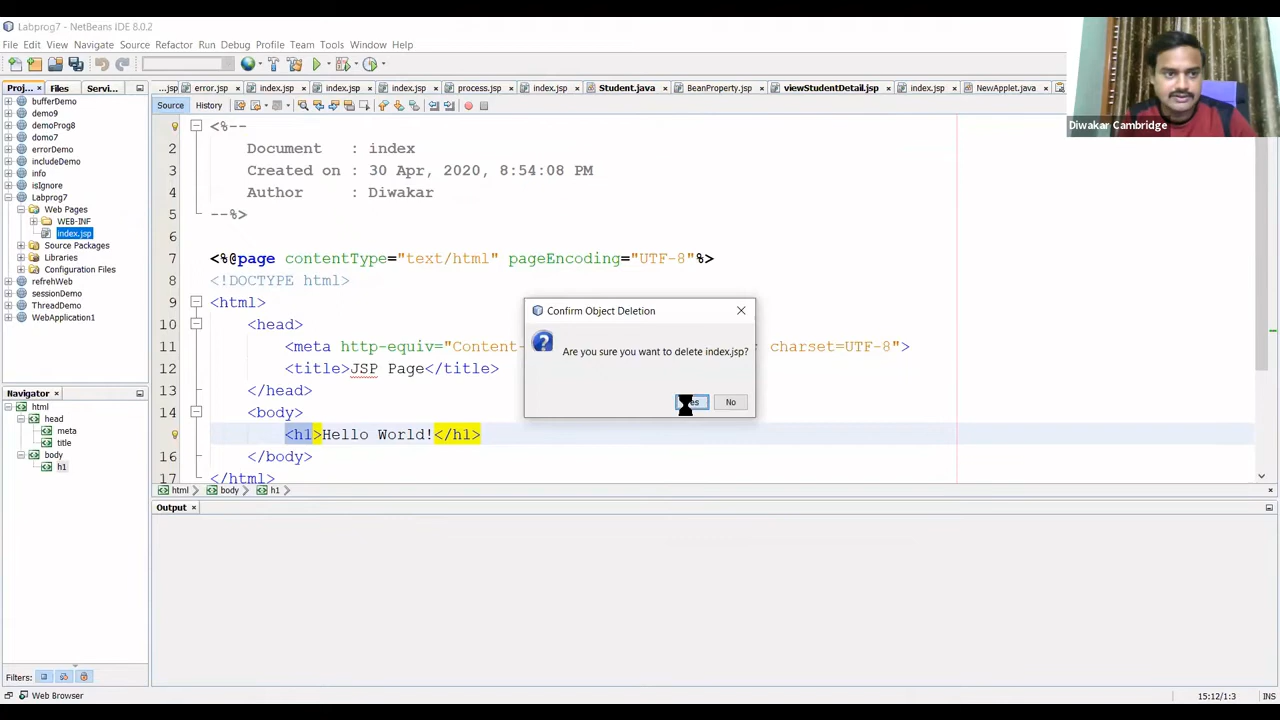 Labprog7 - NetBeans IDE 8.0.2
File Edit View Navigate Source Refactor Run Debug Profile Team Tools Window Help
Proj... × Files Servi...
...jsp error.jsp × index.jsp × index.jsp × index.jsp × process.jsp × index.jsp × Student.java × BeanProperty.jsp × viewStudentDetail.jsp × index.jsp × NewApplet.java ×
Diwakar Cambridge
Source History
bufferDemo
demo9
demoProg8
domo7
errorDemo
includeDemo
info
isIgnore
Labprog7
Web Pages
WEB-INF
index.jsp
Source Packages
Libraries
Configuration Files
refrehWeb
sessionDemo
ThreadDemo
WebApplication1
<%--
2 Document : index
3 Created on : 30 Apr, 2020, 8:54:08 PM
4 Author : Diwakar
5 --%>
6
7 <%@page contentType="text/html" pageEncoding="UTF-8"%>
8 <!DOCTYPE html>
9 <html>
10 <head>
11 <meta http-equiv="Content- charset=UTF-8">
12 <title>JSP Page</title>
13 </head>
14 <body>
<h1>Hello World!</h1>
16 </body>
17 </html>
Confirm Object Deletion
Are you sure you want to delete index.jsp?
No
html body h1
Navigator ×
html
head
meta
title
body
h1
Output ×
Filters:
Web Browser
15:12/1:3 INS